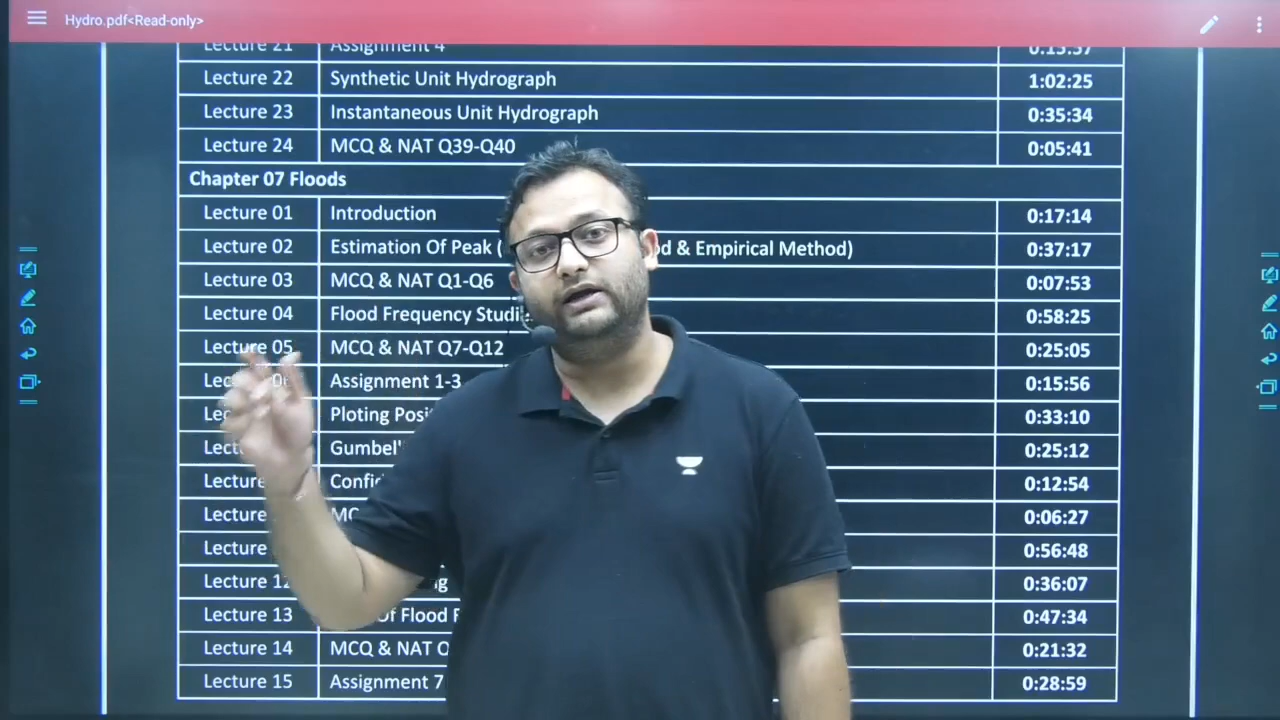 Hydro.pdf<Read-only>
Lecture 21 Assignment 4 0:15:57
Lecture 22 Synthetic Unit Hydrograph 1:02:25
Lecture 23 Instantaneous Unit Hydrograph 0:35:34
Lecture 24 MCQ & NAT Q39-Q40 0:05:41
Chapter 07 Floods
Lecture 01 Introduction 0:17:14
Lecture 02 Estimation Of Peak ( & Empirical Method) 0:37:17
Lecture 03 MCQ & NAT Q1-Q6 0:07:53
Lecture 04 Flood Frequency 0:58:25
Lecture 05 MCQ & NAT Q7-Q12 0:25:05
Assignment 1-3 0:15:56
Ploting 0:33:10
0:25:12
Lecture 0:12:54
Lecture 0:06:27
Lecture 0:56:48
Lecture 12 0:36:07
Lecture 13 Of Flood 0:47:34
Lecture 14 MCQ & NAT 0:21:32
Lecture 15 Assignment 7 0:28:59